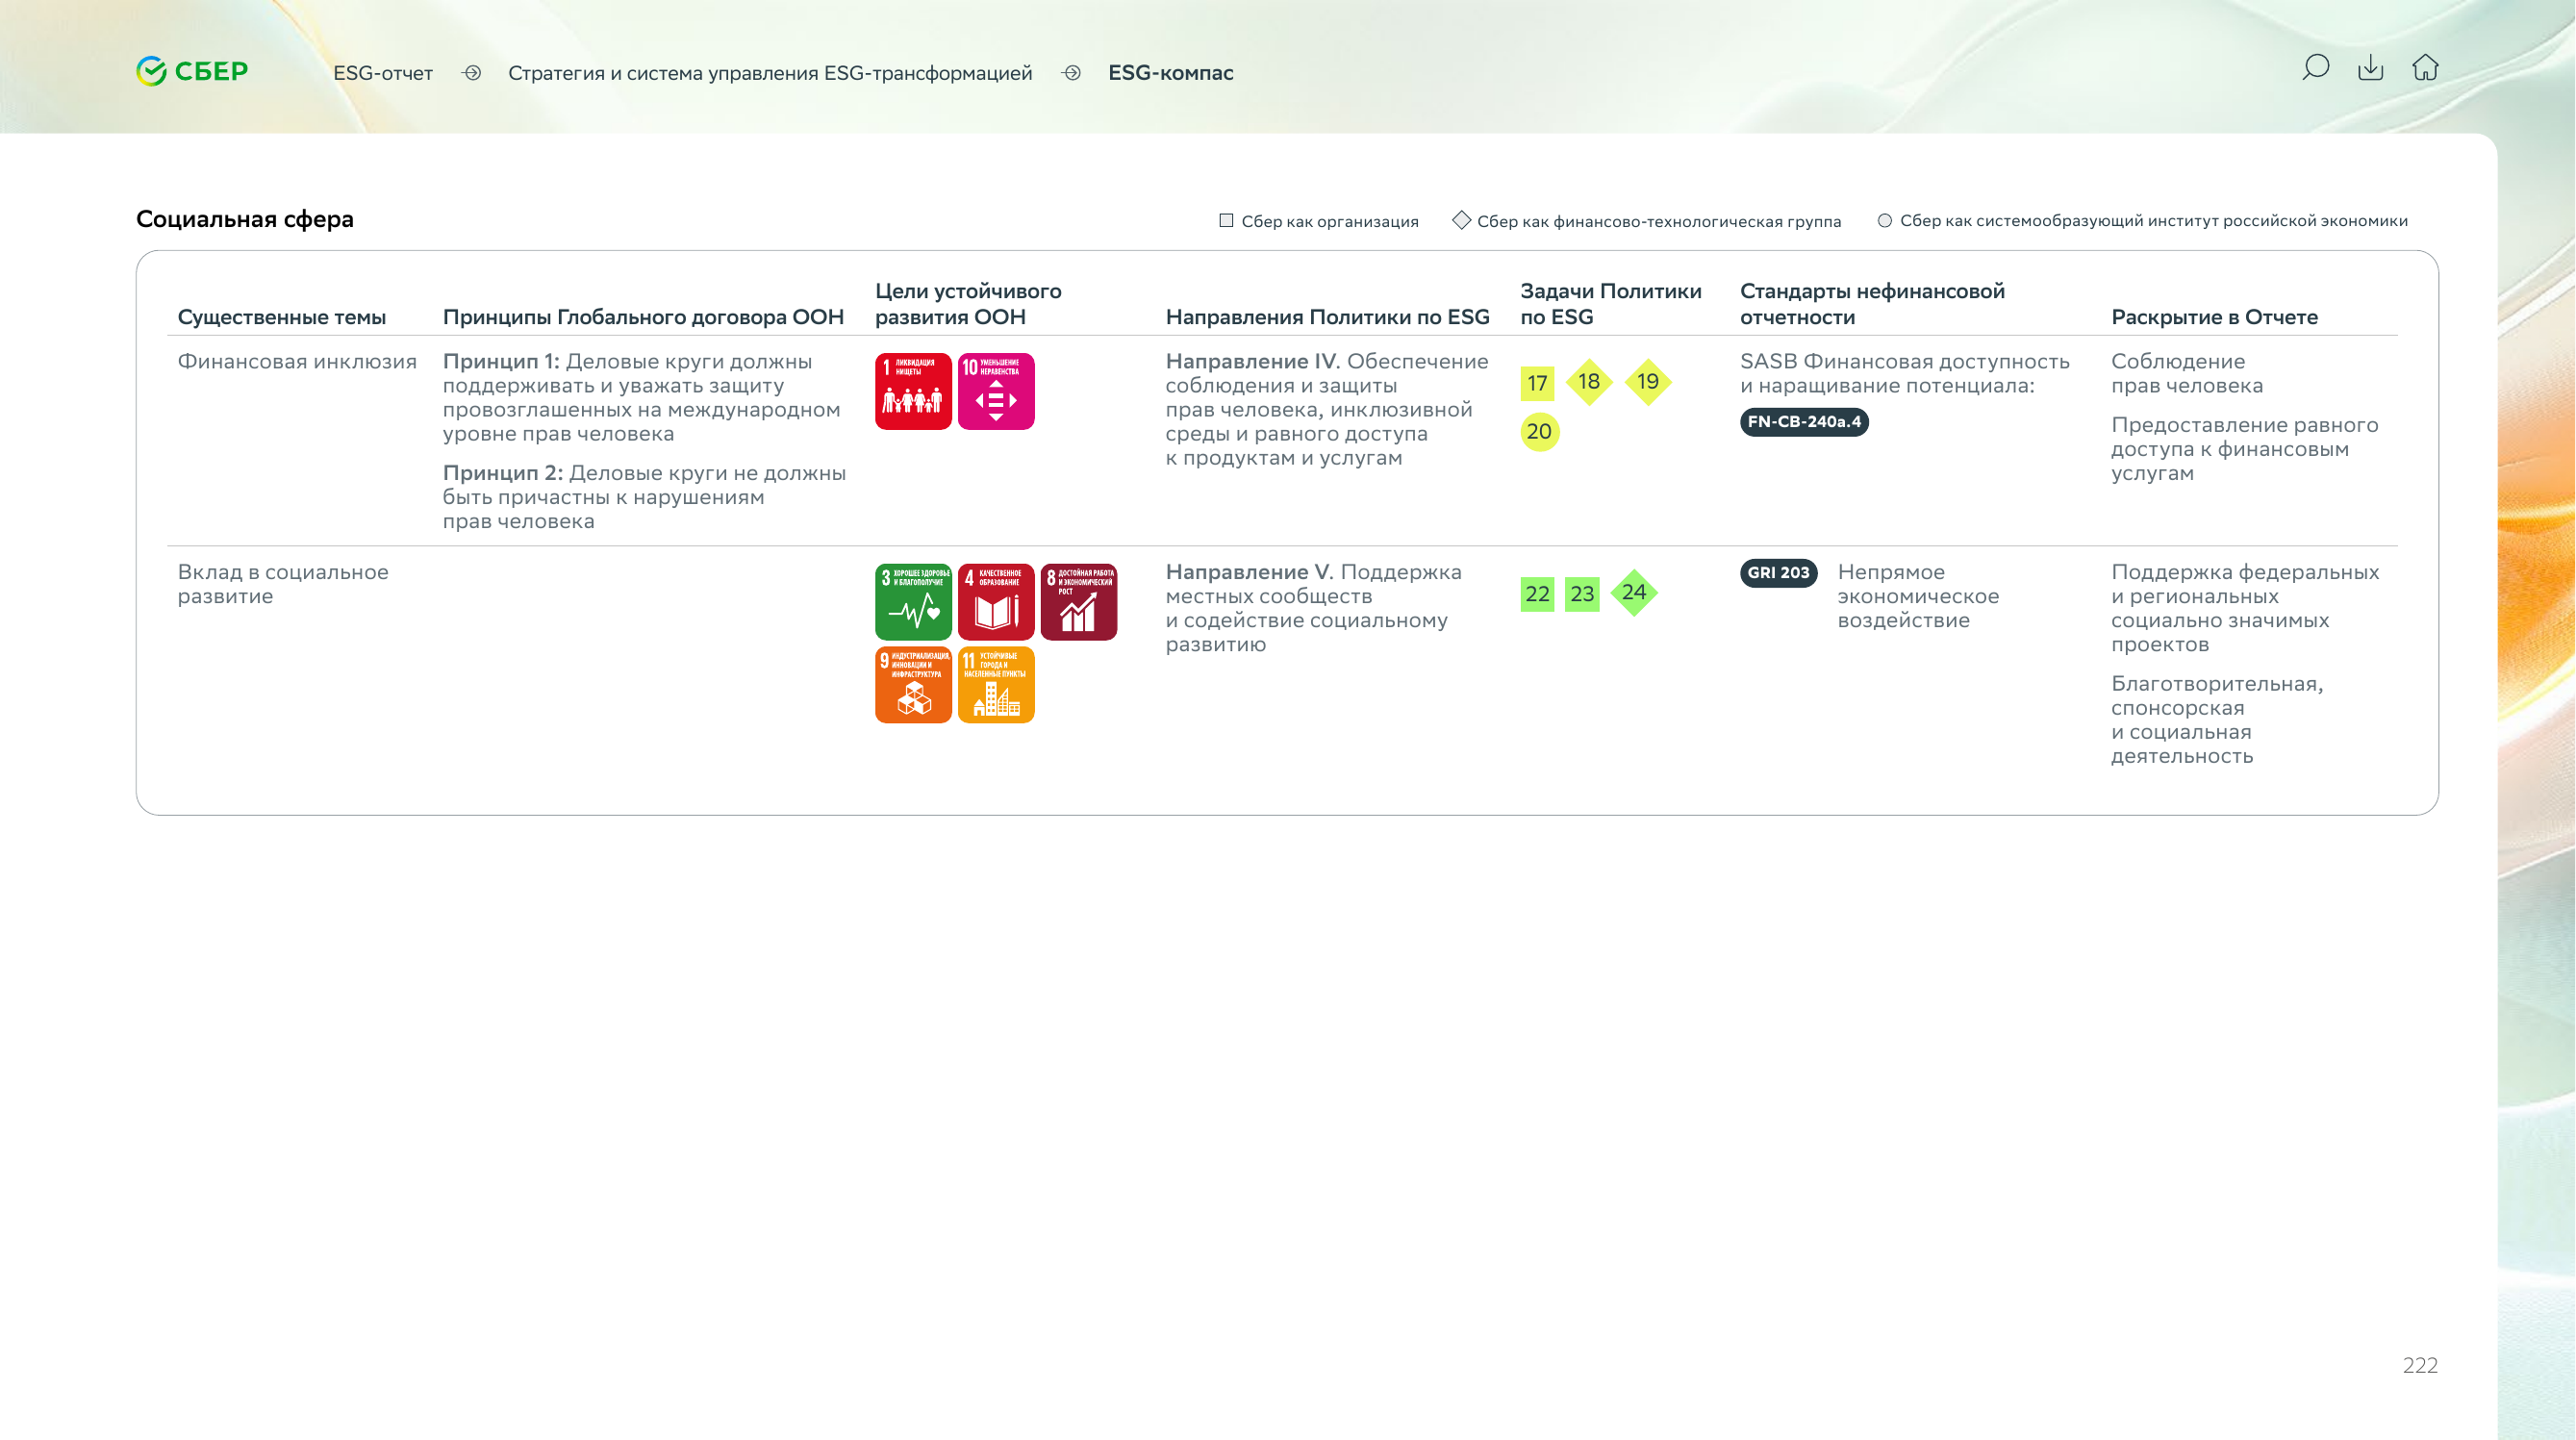 СБЕР
ESG-отчет
Стратегия и система управления ESG-трансформацией
ESG-компас
Социальная сфера
Сбер как организация
Сбер как финансово-технологическая группа
Сбер как системообразующий институт российской экономики
Существенные темы
Принципы Глобального договора ООН
Цели устойчивого
развития ООН
Направления Политики по ESG
Задачи Политики
по ESG
Стандарты нефинансовой
отчетности
Раскрытие в Отчете
Финансовая инклюзия
Принцип 1: Деловые круги должны
поддерживать и уважать защиту
провозглашенных на международном
уровне прав человека
Принцип 2: Деловые круги не должны
быть причастны к нарушениям
прав человека
1 ЛИКВИДАЦИЯ
НИЩЕТЫ
10 УМЕНЬШЕНИЕ
НЕРАВЕНСТВА
Направление IV. Обеспечение
соблюдения и защиты
прав человека, инклюзивной
среды и равного доступа
к продуктам и услугам
17 18 19
20
SASB Финансовая доступность
и наращивание потенциала:
FN-CB-240a.4
Соблюдение
прав человека
Предоставление равного
доступа к финансовым
услугам
Вклад в социальное
развитие
3 ХОРОШЕЕ ЗДОРОВЬЕ
И БЛАГОПОЛУЧИЕ
4 КАЧЕСТВЕННОЕ
ОБРАЗОВАНИЕ
8 ДОСТОЙНАЯ РАБОТА
И ЭКОНОМИЧЕСКИЙ
РОСТ
9 ИНДУСТРИАЛИЗАЦИЯ,
ИННОВАЦИИ И
ИНФРАСТРУКТУРА
11 УСТОЙЧИВЫЕ
ГОРОДА И
НАСЕЛЕННЫЕ ПУНКТЫ
Направление V. Поддержка
местных сообществ
и содействие социальному
развитию
22 23 24
GRI 203
Непрямое
экономическое
воздействие
Поддержка федеральных
и региональных
социально значимых
проектов
Благотворительная,
спонсорская
и социальная
деятельность
222